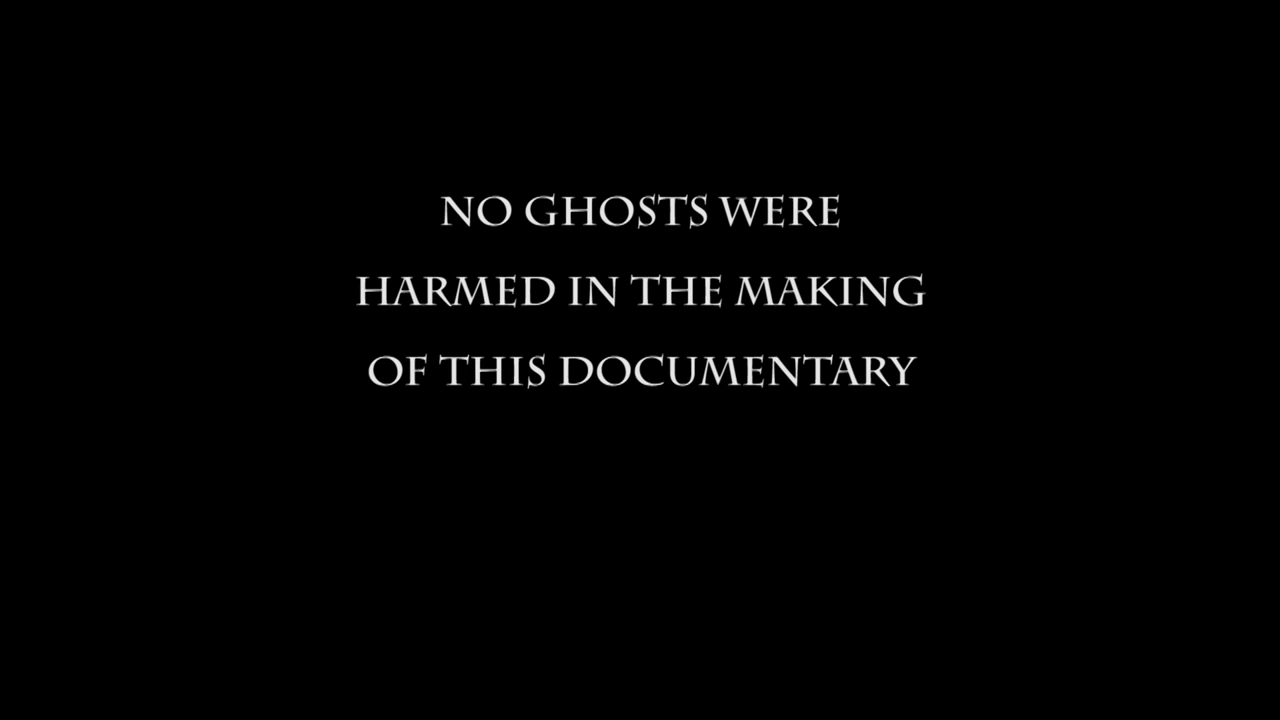 NO GHOSTS WERE
HARMED IN THE MAKING
OF THIS DOCUMENTARY